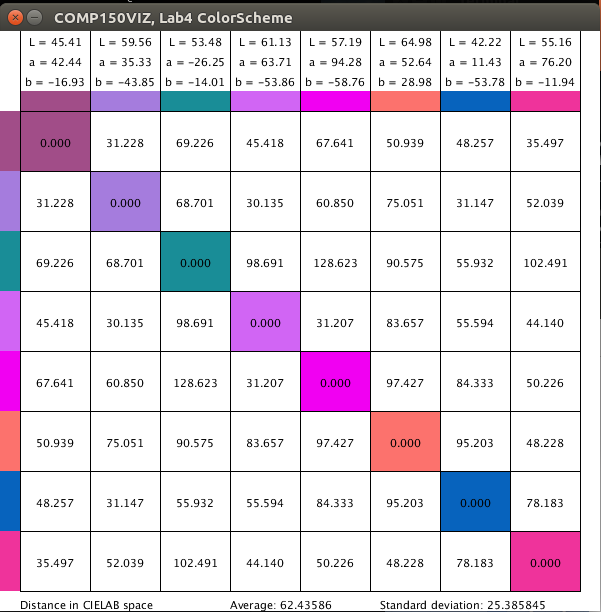 COMP150VIZ, Lab4 ColorScheme
L = 45.41 L = 59.56 L = 53.48 L = 61.13 L = 57.19 L = 64.98 L = 42.22 L = 55.16
a = 42.44 a = 35.33 a = -26.25 a = 63.71 a = 94.28 a = 52.64 a = 11.43 a = 76.20
b = -16.93 b = -43.85 b = -14.01 b = -53.86 b = -58.76 b = 28.98 b = -53.78 b = -11.94
0.000 31.228 69.226 45.418 67.641 50.939 48.257 35.497
31.228 0.000 68.701 30.135 60.850 75.051 31.147 52.039
69.226 68.701 0.000 98.691 128.623 90.575 55.932 102.491
45.418 30.135 98.691 0.000 31.207 83.657 55.594 44.140
67.641 60.850 128.623 31.207 0.000 97.427 84.333 50.226
50.939 75.051 90.575 83.657 97.427 0.000 95.203 48.228
48.257 31.147 55.932 55.594 84.333 95.203 0.000 78.183
35.497 52.039 102.491 44.140 50.226 48.228 78.183 0.000
Distance in CIELAB space Average: 62.43586 Standard deviation: 25.385845